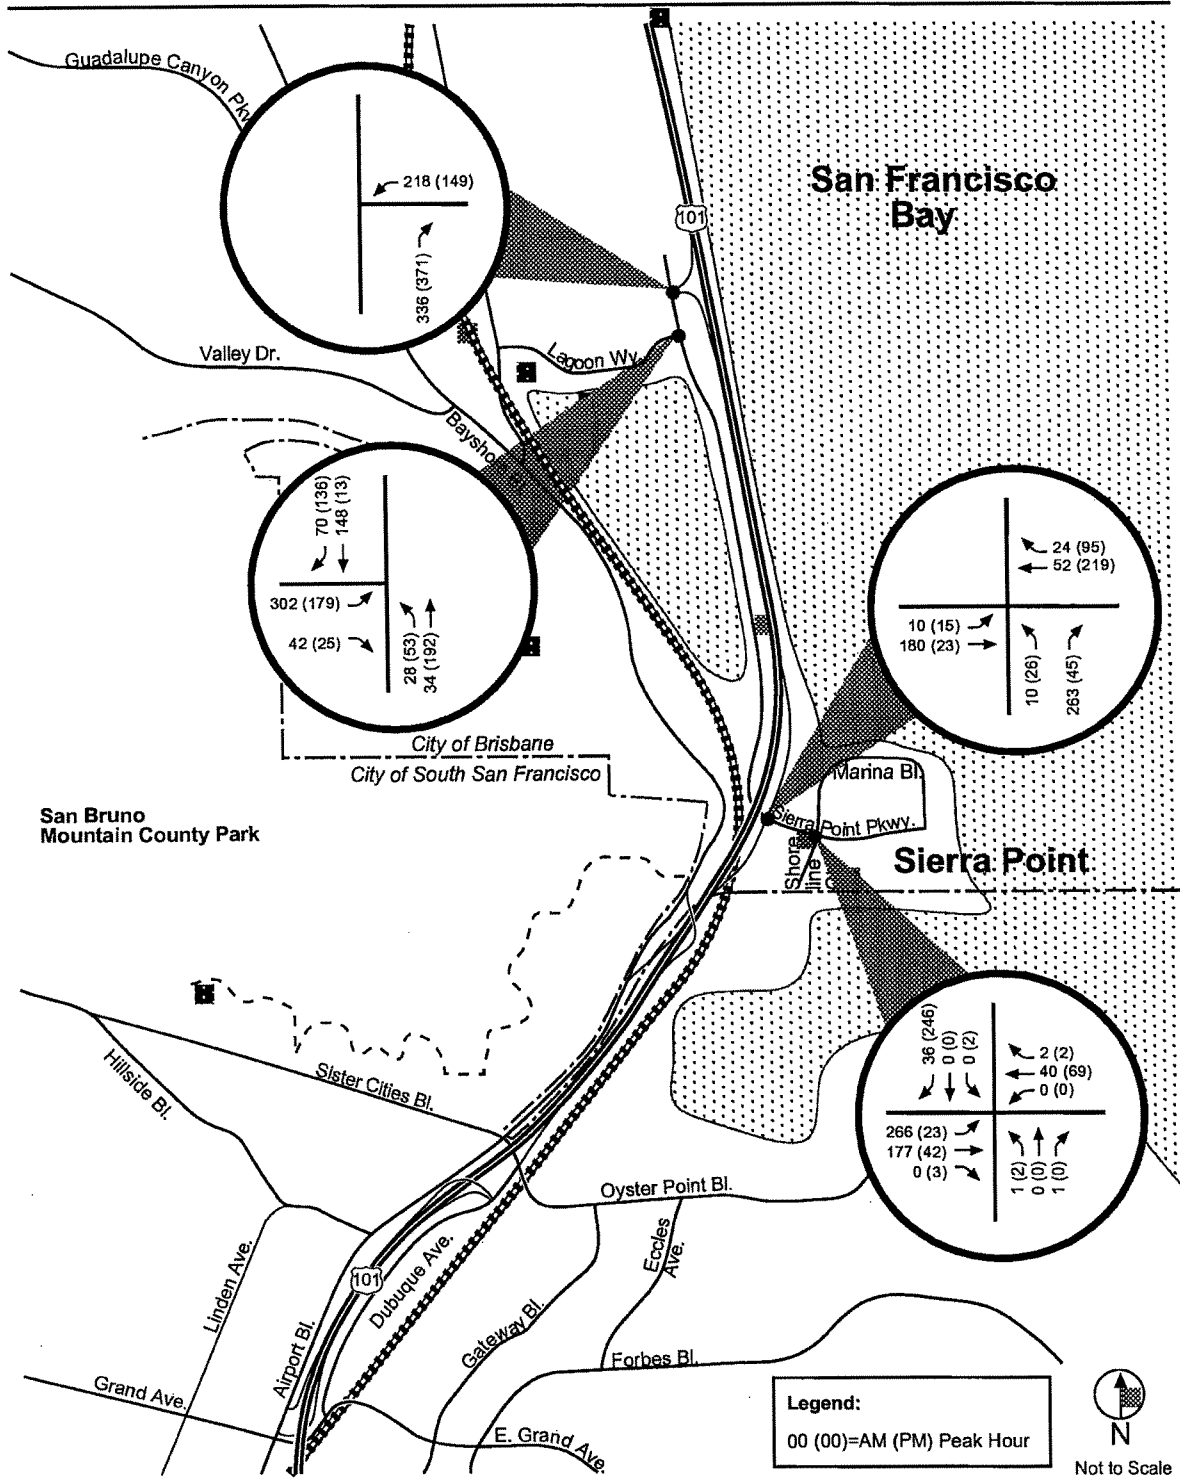 Guadalupe Canyon Pkw
218 (149)
336 (371)
101
San Francisco
Bay
Valley Dr.
Lagoon Wy.
Bayshore Bl.
70 (136)
148 (13)
302 (179)
42 (25)
28 (53)
34 (192)
24 (95)
52 (219)
10 (15)
180 (23)
10 (26)
263 (45)
City of Brisbane
City of South San Francisco
Marina Bl.
Sierra Point Pkwy.
San Bruno
Mountain County Park
Shore
line
Sierra Point
36 (246)
0 (0)
0 (2)
2 (2)
40 (69)
0 (0)
266 (23)
177 (42)
0 (3)
1 (2)
0 (0)
1 (0)
Hillside Bl.
Sister Cities Bl.
Oyster Point Bl.
Eccles
Ave.
Linden Ave.
101
Dubuque Ave.
Airport Bl.
Gateway Bl.
Forbes Bl.
Grand Ave.
E. Grand Ave.
Legend:
00 (00)=AM (PM) Peak Hour
N
Not to Scale